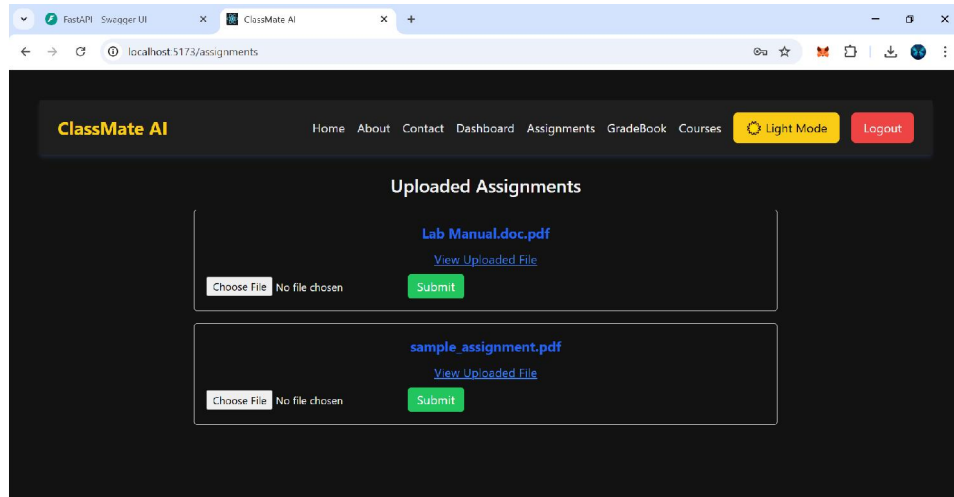 FastAPI Swagger UI
ClassMate AI
localhost:5173/assignments
ClassMate AI
Home About Contact Dashboard Assignments GradeBook Courses Light Mode Logout
Uploaded Assignments
Lab Manual.doc.pdf
View Uploaded File
Choose File No file chosen Submit
sample_assignment.pdf
View Uploaded File
Choose File No file chosen Submit